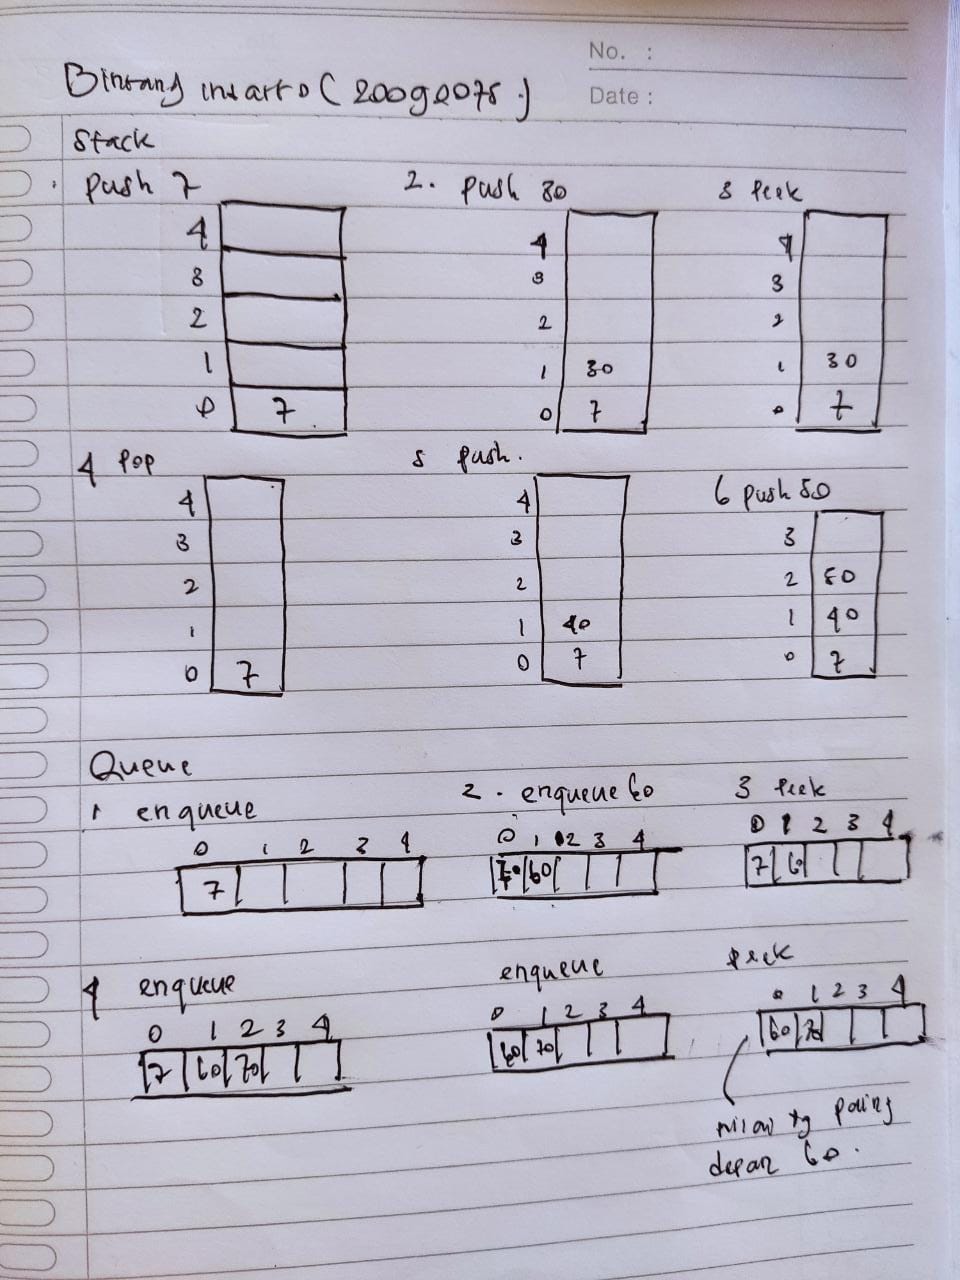 No. :
Bintang insarto (20092075.)
Date :
Stack
. push 7
2. push 30
3 Peek
4
3
2
1
0 7
4
3
2
1 30
0 7
4
3
2
1 30
0 7
4 Pop
5 push.
6 push 50
4
3
2
1
0 7
4
3
2
1 40
0 7
3
2 50
1 40
0 7
Queue
1 enqueue
2. enqueue 60
3 Peek
0 1 2 3 4
7
0 1 2 3 4
7 60
0 1 2 3 4
7 60
4 enqueue
enqueue
Peek
0 1 2 3 4
7 60 70
0 1 2 3 4
60 70
0 1 2 3 4
60 70
nilai yg paling
depan 60.